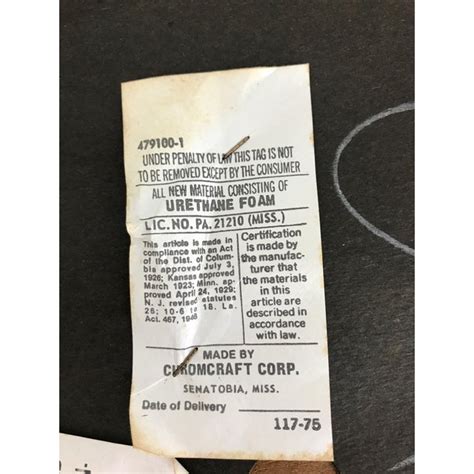 479100-1
UNDER PENALTY OF LAW THIS TAG IS NOT
TO BE REMOVED EXCEPT BY THE CONSUMER
ALL NEW MATERIAL CONSISTING OF
URETHANE FOAM
LIC. NO. PA. 21210 (MISS.)
This article is made in
compliance with an Act
of the Dist. of Colum-
bia approved July 3,
1926; Kansas approved
March 1923; Minn. ap-
proved April 24, 1929;
N. J. revised statutes
26; 10-6 to 18. La.
Act. 467, 1948
Certification
is made by
the manufac-
turer that
the materials
in this
article are
described in
accordance
with law.
MADE BY
CHROMCRAFT CORP.
SENATOBIA, MISS.
Date of Delivery
117-75